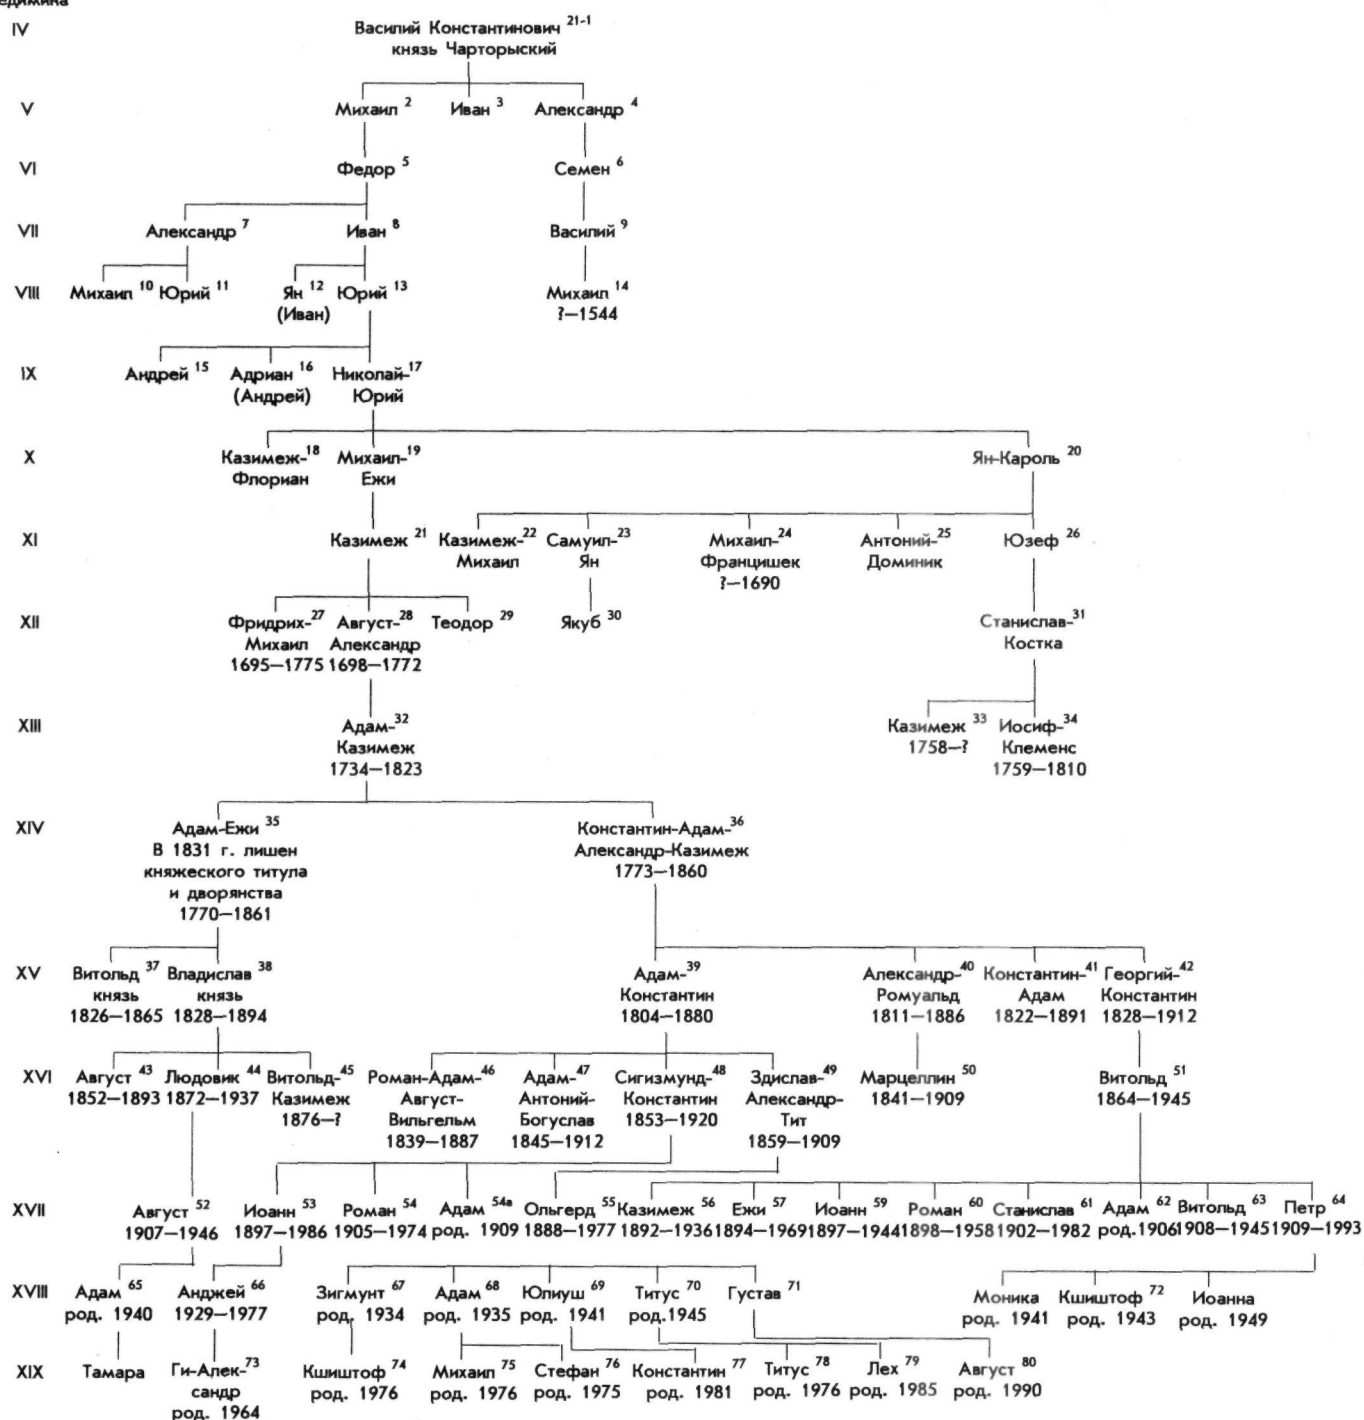 IV
Василий Константинович 21-1
князь Чарторыский
V
Михаил 2 Иван 3 Александр 4
VI
Федор 5 Семен 6
VII
Александр 7 Иван 8 Василий 9
VIII
Михаил 10 Юрий 11 Ян 12 Юрий 13 Михаил 14
(Иван) ?—1544
IX
Андрей 15 Адриан 16 Николай-17
(Андрей) Юрий
X
Казимеж-18 Михаил-19 Ян-Кароль 20
Флориан Ежи
XI
Казимеж 21 Казимеж-22 Самуил-23 Михаил-24 Антоний-25 Юзеф 26
Михаил Ян Францишек Доминик
?—1690
XII
Фридрих-27 Август-28 Теодор 29 Якуб 30 Станислав-31
Михаил Александр Костка
1695—1775 1698—1772
XIII
Адам-32 Казимеж 33 Иосиф-34
Казимеж 1758—? Клеменс
1734—1823 1759—1810
XIV
Адам-Ежи 35 Константин-Адам-36
В 1831 г. лишен Александр-Казимеж
княжеского титула 1773—1860
и дворянства
1770—1861
XV
Витольд 37 Владислав 38 Адам-39 Александр-40 Константин-41 Георгий-42
князь князь Константин Ромуальд Адам Константин
1826—1865 1828—1894 1804—1880 1811—1886 1822—1891 1828—1912
XVI
Август 43 Людовик 44 Витольд-45 Роман-Адам-46 Адам-47 Сигизмунд-48 Здислав-49 Марцеллин 50 Витольд 51
1852—1893 1872—1937 Казимеж Август- Антоний- Константин Александр- 1841—1909 1864—1945
1876—? Вильгельм Богуслав 1853—1920 Тит
1839—1887 1845—1912 1859—1909
XVII
Август 52 Иоанн 53 Роман 54 Адам 54а Ольгерд 55 Казимеж 56 Ежи 57 Иоанн 59 Роман 60 Станислав 61 Адам 62 Витольд 63 Петр 64
1907—1946 1897—1986 1905—1974 род. 1909 1888—1977 1892—1936 1894—1969 1897—1944 1898—1958 1902—1982 род.1906 1908—1945 1909—1993
XVIII
Адам 65 Анджей 66 Зигмунт 67 Адам 68 Юлиуш 69 Титус 70 Густав 71 Моника Кшиштоф 72 Иоанна
род. 1940 1929—1977 род. 1934 род. 1935 род. 1941 род.1945 род. 1941 род. 1943 род. 1949
XIX
Тамара Ги-Алек-73 Кшиштоф 74 Михаил 75 Стефан 76 Константин 77 Титус 78 Лех 79 Август 80
сандр род. 1976 род. 1976 род. 1975 род. 1981 род. 1976 род. 1985 род. 1990
род. 1964